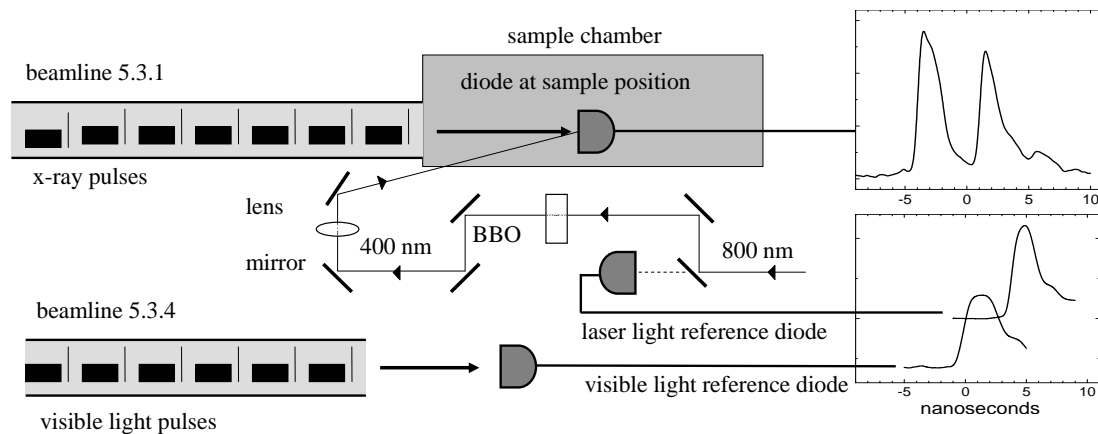 sample chamber
beamline 5.3.1
diode at sample position
x-ray pulses
-5 0 5 10
lens
BBO
400 nm
800 nm
mirror
beamline 5.3.4
laser light reference diode
visible light reference diode
visible light pulses
-5 0 5 10
nanoseconds